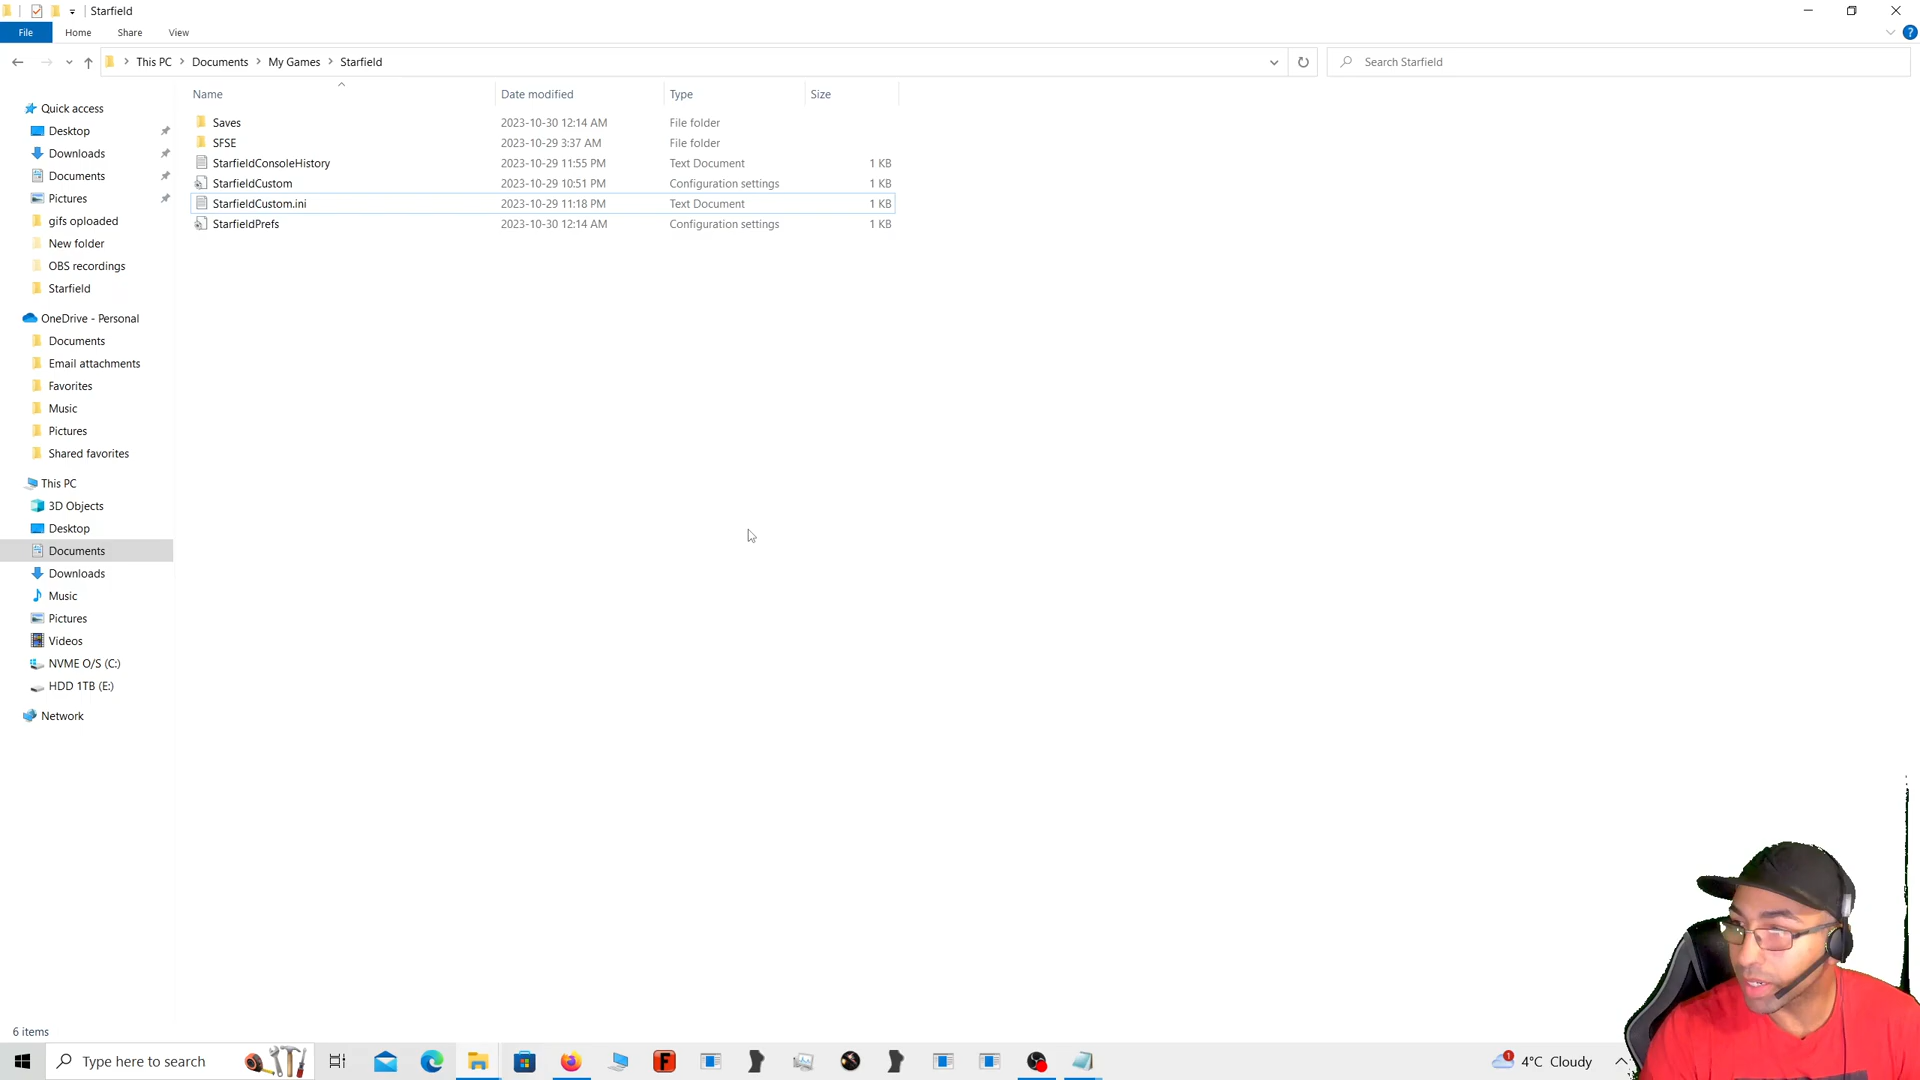 Starfield
File Home Share View
This PC > Documents > My Games > Starfield
Search Starfield
Name Date modified Type Size
Saves 2023-10-30 12:14 AM File folder
SFSE 2023-10-29 3:37 AM File folder
StarfieldConsoleHistory 2023-10-29 11:55 PM Text Document 1 KB
StarfieldCustom 2023-10-29 10:51 PM Configuration settings 1 KB
StarfieldCustom.ini 2023-10-29 11:18 PM Text Document 1 KB
StarfieldPrefs 2023-10-30 12:14 AM Configuration settings 1 KB
Quick access
Desktop
Downloads
Documents
Pictures
gifs oploaded
New folder
OBS recordings
Starfield
OneDrive - Personal
Documents
Email attachments
Favorites
Music
Pictures
Shared favorites
This PC
3D Objects
Desktop
Documents
Downloads
Music
Pictures
Videos
NVME O/S (C:)
HDD 1TB (E:)
Network
6 items
Type here to search
F
1
4°C Cloudy